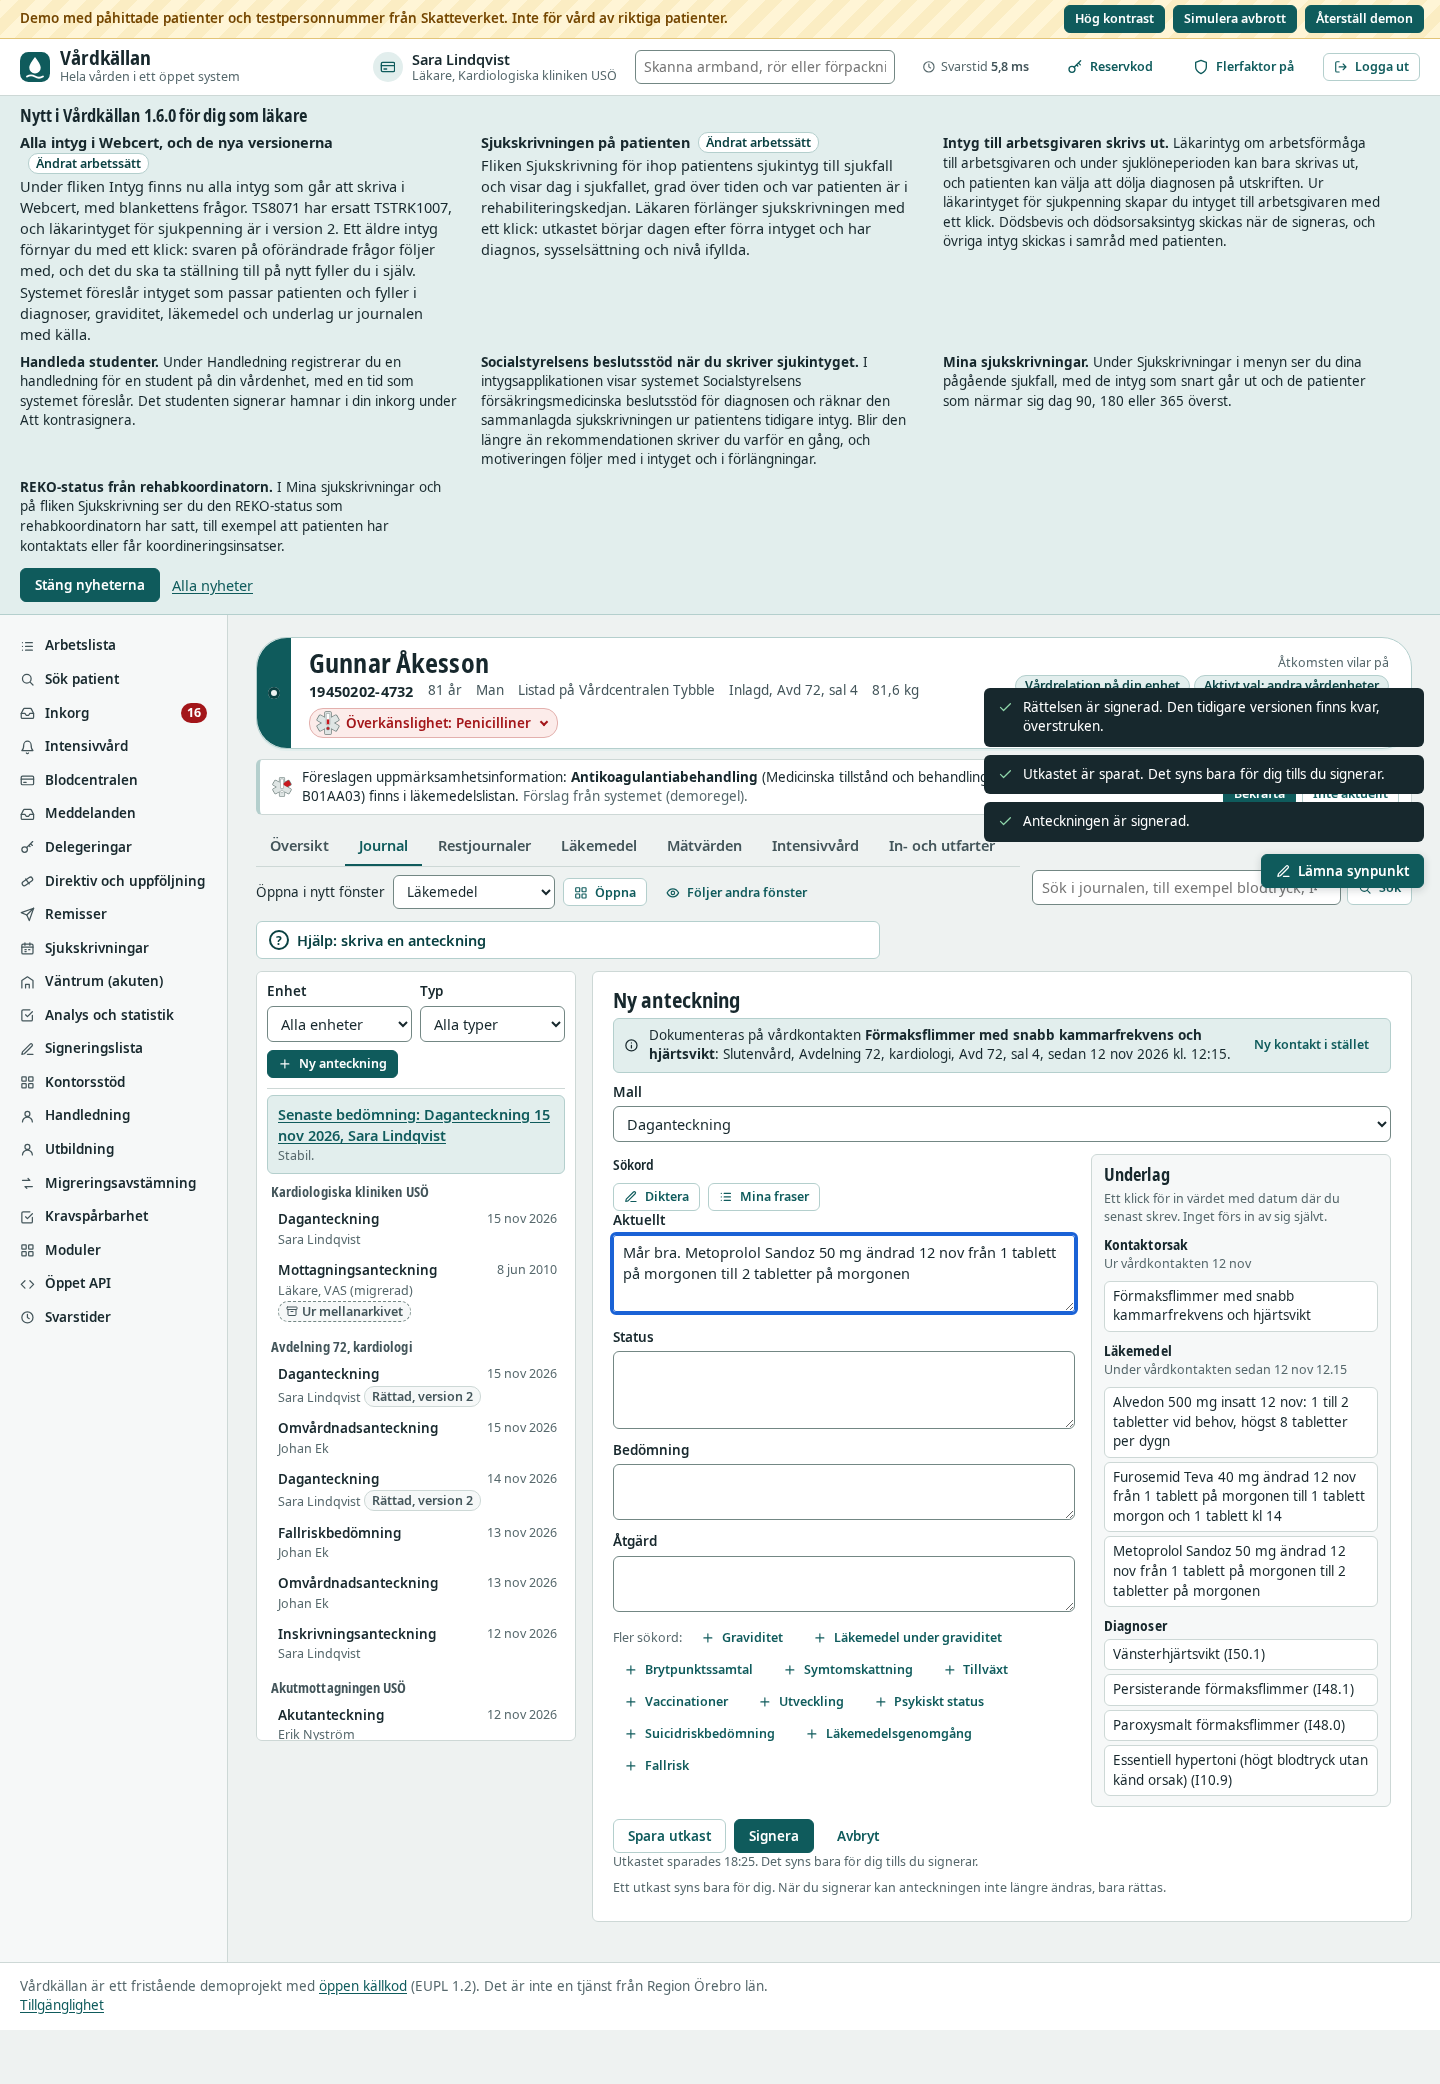 Demo med påhittade patienter och testpersonnummer från Skatteverket. Inte för vård av riktiga patienter.
Hög kontrast
Simulera avbrott
Återställ demon
Vårdkällan
Hela vården i ett öppet system
Sara Lindqvist
Läkare, Kardiologiska kliniken USÖ
Skanna armband, rör eller förpackni
Svarstid 5,8 ms
Reservkod
Flerfaktor på
Logga ut
Nytt i Vårdkällan 1.6.0 för dig som läkare
Alla intyg i Webcert, och de nya versionerna
Ändrat arbetssätt
Under fliken Intyg finns nu alla intyg som går att skriva i
Webcert, med blankettens frågor. TS8071 har ersatt TSTRK1007,
och läkarintyget för sjukpenning är i version 2. Ett äldre intyg
förnyar du med ett klick: svaren på oförändrade frågor följer
med, och det du ska ta ställning till på nytt fyller du i själv.
Systemet föreslår intyget som passar patienten och fyller i
diagnoser, graviditet, läkemedel och underlag ur journalen
med källa.
Sjukskrivningen på patienten
Ändrat arbetssätt
Fliken Sjukskrivning för ihop patientens sjukintyg till sjukfall
och visar dag i sjukfallet, grad över tiden och var patienten är i
rehabiliteringskedjan. Läkaren förlänger sjukskrivningen med
ett klick: utkastet börjar dagen efter förra intyget och har
diagnos, sysselsättning och nivå ifyllda.
Intyg till arbetsgivaren skrivs ut. Läkarintyg om arbetsförmåga
till arbetsgivaren och under sjuklöneperioden kan bara skrivas ut,
och patienten kan välja att dölja diagnosen på utskriften. Ur
läkarintyget för sjukpenning skapar du intyget till arbetsgivaren med
ett klick. Dödsbevis och dödsorsaksintyg skickas när de signeras, och
övriga intyg skickas i samråd med patienten.
Handleda studenter. Under Handledning registrerar du en
handledning för en student på din vårdenhet, med en tid som
systemet föreslår. Det studenten signerar hamnar i din inkorg under
Att kontrasignera.
Socialstyrelsens beslutsstöd när du skriver sjukintyget. I
intygsapplikationen visar systemet Socialstyrelsens
försäkringsmedicinska beslutsstöd för diagnosen och räknar den
sammanlagda sjukskrivningen ur patientens tidigare intyg. Blir den
längre än rekommendationen skriver du varför en gång, och
motiveringen följer med i intyget och i förlängningar.
Mina sjukskrivningar. Under Sjukskrivningar i menyn ser du dina
pågående sjukfall, med de intyg som snart går ut och de patienter
som närmar sig dag 90, 180 eller 365 överst.
REKO-status från rehabkoordinatorn. I Mina sjukskrivningar och
på fliken Sjukskrivning ser du den REKO-status som
rehabkoordinatorn har satt, till exempel att patienten har
kontaktats eller får koordineringsinsatser.
Stäng nyheterna
Alla nyheter
Arbetslista
Sök patient
Inkorg
16
Intensivvård
Blodcentralen
Meddelanden
Delegeringar
Direktiv och uppföljning
Remisser
Sjukskrivningar
Väntrum (akuten)
Analys och statistik
Signeringslista
Kontorsstöd
Handledning
Utbildning
Migreringsavstämning
Kravspårbarhet
Moduler
Öppet API
Svarstider
Gunnar Åkesson
19450202-4732
81 år
Man
Listad på Vårdcentralen Tybble
Inlagd, Avd 72, sal 4
81,6 kg
Överkänslighet: Penicilliner
Åtkomsten vilar på
Vårdrelation på din enhet
Aktivt val: andra vårdenheter
Rättelsen är signerad. Den tidigare versionen finns kvar,
överstruken.
Utkastet är sparat. Det syns bara för dig tills du signerar.
Anteckningen är signerad.
Föreslagen uppmärksamhetsinformation: Antikoagulantiabehandling (Medicinska tillstånd och behandling
B01AA03) finns i läkemedelslistan. Förslag från systemet (demoregel).
Bekräfta
Inte aktuellt
Lämna synpunkt
Översikt
Journal
Restjournaler
Läkemedel
Mätvärden
Intensivvård
In- och utfarter
Öppna i nytt fönster
Läkemedel
Öppna
Följer andra fönster
Sök i journalen, till exempel blodtryck,
Sök
Hjälp: skriva en anteckning
Enhet
Typ
Alla enheter
Alla typer
Ny anteckning
Senaste bedömning: Daganteckning 15
nov 2026, Sara Lindqvist
Stabil.
Kardiologiska kliniken USÖ
Daganteckning
15 nov 2026
Sara Lindqvist
Mottagningsanteckning
8 jun 2010
Läkare, VAS (migrerad)
Ur mellanarkivet
Avdelning 72, kardiologi
Daganteckning
15 nov 2026
Sara Lindqvist
Rättad, version 2
Omvårdnadsanteckning
15 nov 2026
Johan Ek
Daganteckning
14 nov 2026
Sara Lindqvist
Rättad, version 2
Fallriskbedömning
13 nov 2026
Johan Ek
Omvårdnadsanteckning
13 nov 2026
Johan Ek
Inskrivningsanteckning
12 nov 2026
Sara Lindqvist
Akutmottagningen USÖ
Akutanteckning
12 nov 2026
Erik Nyström
Ny anteckning
Dokumenteras på vårdkontakten Förmaksflimmer med snabb kammarfrekvens och
hjärtsvikt: Slutenvård, Avdelning 72, kardiologi, Avd 72, sal 4, sedan 12 nov 2026 kl. 12:15.
Ny kontakt i stället
Mall
Daganteckning
Sökord
Diktera
Mina fraser
Aktuellt
Mår bra. Metoprolol Sandoz 50 mg ändrad 12 nov från 1 tablett
på morgonen till 2 tabletter på morgonen
Status
Bedömning
Åtgärd
Fler sökord:
Graviditet
Läkemedel under graviditet
Brytpunktssamtal
Symtomskattning
Tillväxt
Vaccinationer
Utveckling
Psykiskt status
Suicidriskbedömning
Läkemedelsgenomgång
Fallrisk
Underlag
Ett klick för in värdet med datum där du
senast skrev. Inget förs in av sig självt.
Kontaktorsak
Ur vårdkontakten 12 nov
Förmaksflimmer med snabb
kammarfrekvens och hjärtsvikt
Läkemedel
Under vårdkontakten sedan 12 nov 12.15
Alvedon 500 mg insatt 12 nov: 1 till 2
tabletter vid behov, högst 8 tabletter
per dygn
Furosemid Teva 40 mg ändrad 12 nov
från 1 tablett på morgonen till 1 tablett
morgon och 1 tablett kl 14
Metoprolol Sandoz 50 mg ändrad 12
nov från 1 tablett på morgonen till 2
tabletter på morgonen
Diagnoser
Vänsterhjärtsvikt (I50.1)
Persisterande förmaksflimmer (I48.1)
Paroxysmalt förmaksflimmer (I48.0)
Essentiell hypertoni (högt blodtryck utan
känd orsak) (I10.9)
Spara utkast
Signera
Avbryt
Utkastet sparades 18:25. Det syns bara för dig tills du signerar.
Ett utkast syns bara för dig. När du signerar kan anteckningen inte längre ändras, bara rättas.
Vårdkällan är ett fristående demoprojekt med öppen källkod (EUPL 1.2). Det är inte en tjänst från Region Örebro län.
Tillgänglighet